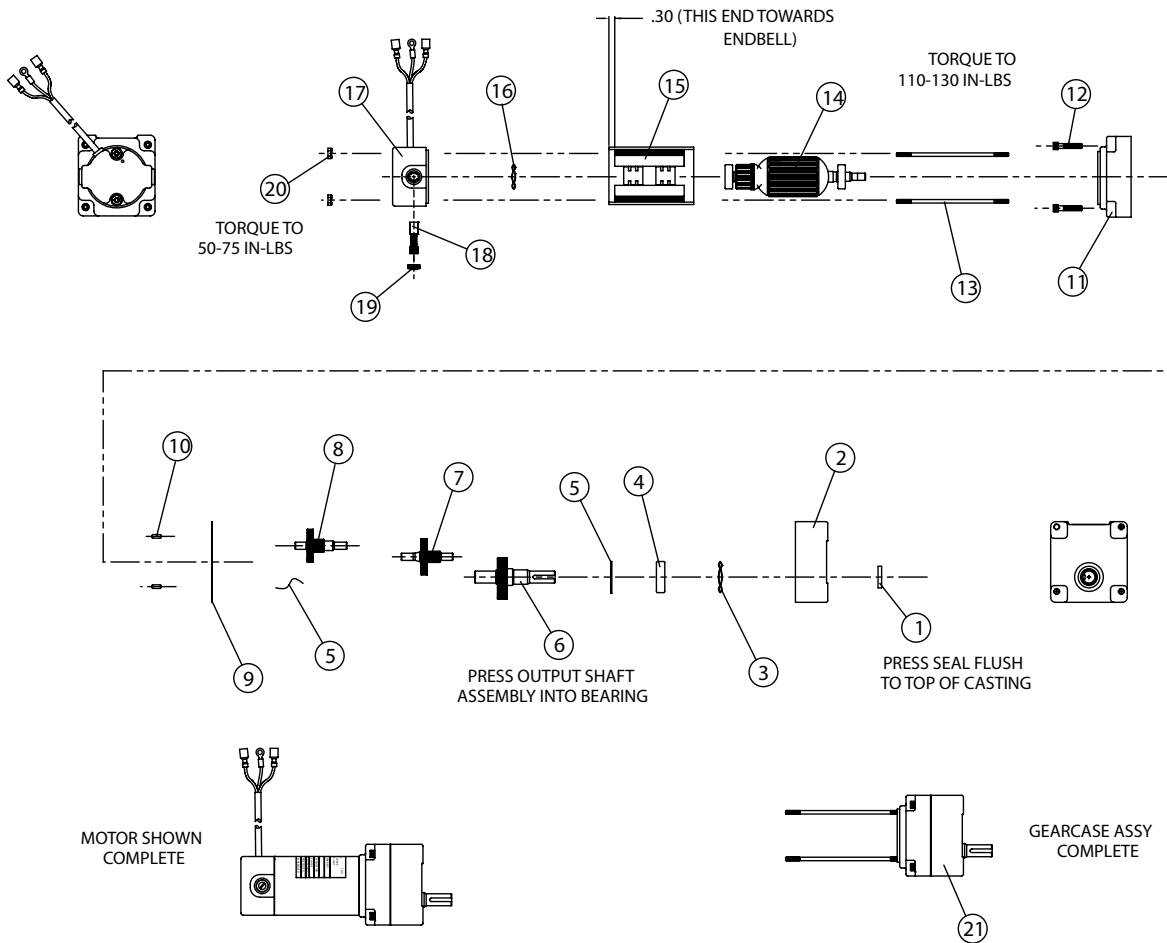 .30 (THIS END TOWARDS
ENDBELL)
TORQUE TO
110-130 IN-LBS
17
16
15
14
12
20
TORQUE TO
50-75 IN-LBS
18
19
13
11
10
8
7
5
4
2
9
5
6
3
1
PRESS OUTPUT SHAFT
ASSEMBLY INTO BEARING
PRESS SEAL FLUSH
TO TOP OF CASTING
MOTOR SHOWN
COMPLETE
GEARCASE ASSY
COMPLETE
21